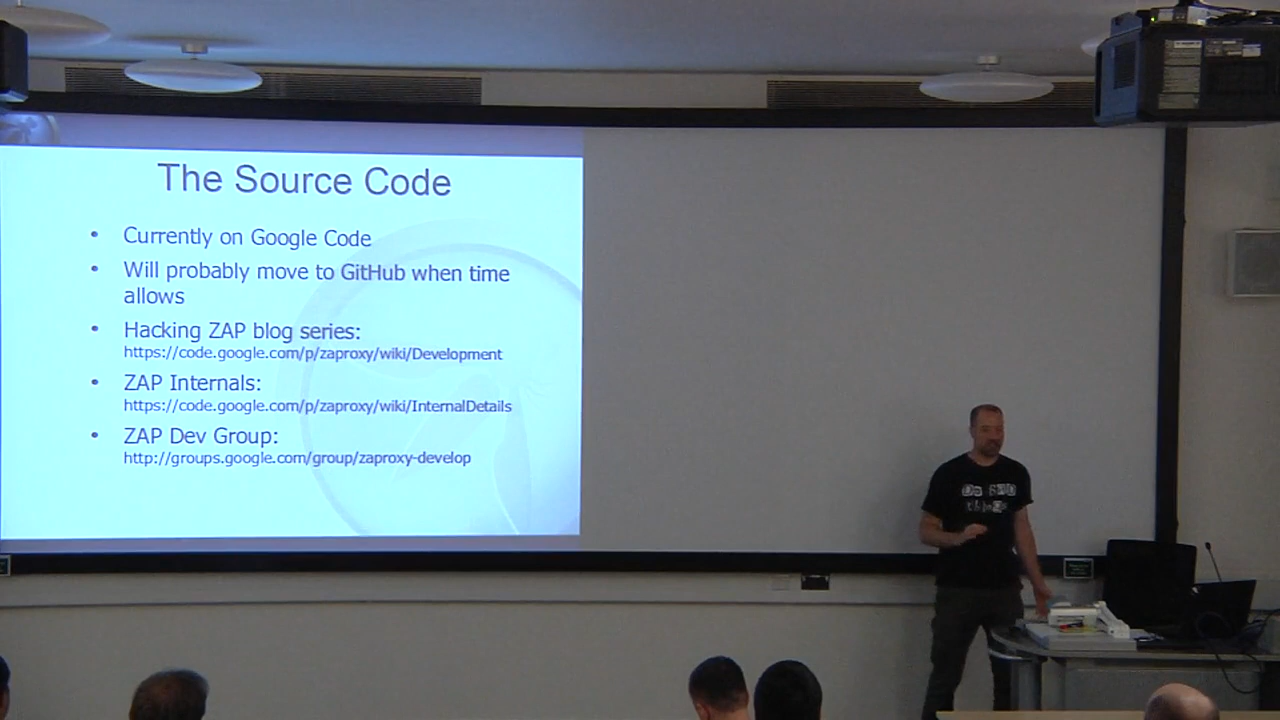 The Source Code
• Currently on Google Code
• Will probably move to GitHub when time
allows
• Hacking ZAP blog series:
https://code.google.com/p/zaproxy/wiki/Development
• ZAP Internals:
https://code.google.com/p/zaproxy/wiki/InternalDetails
• ZAP Dev Group:
http://groups.google.com/group/zaproxy-develop
things